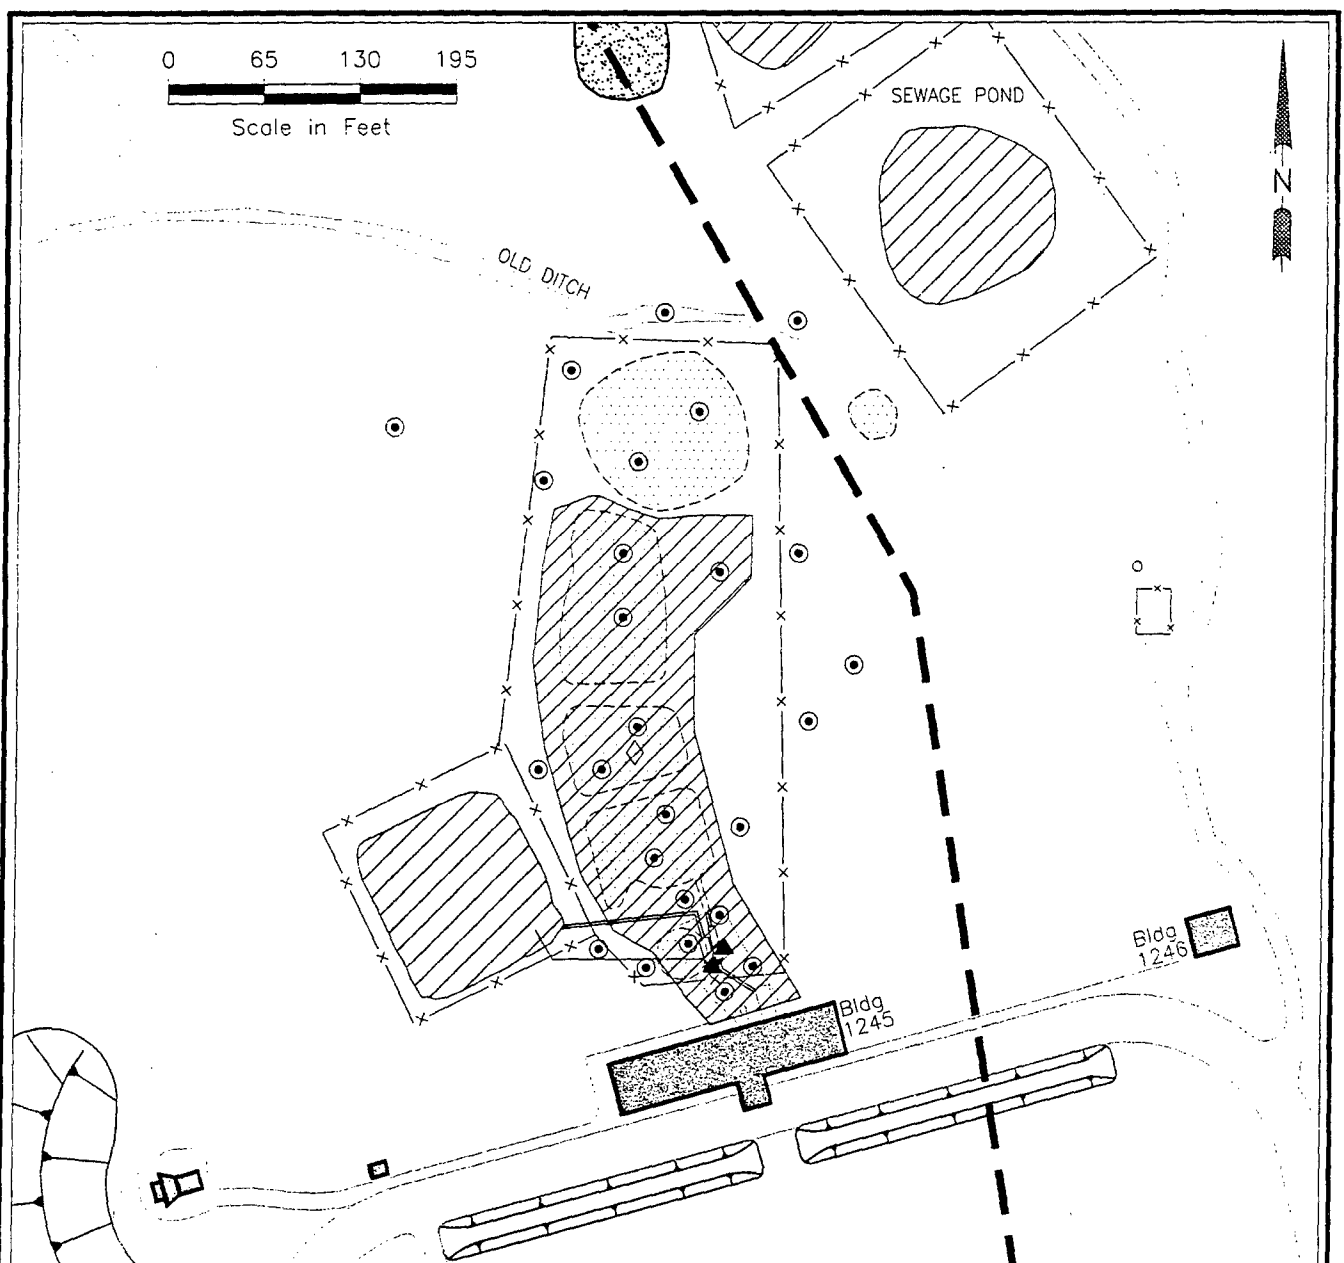 0 65 130 195
Scale in Feet
SEWAGE POND
N
OLD DITCH
Bldg
1246
Bldg
1245